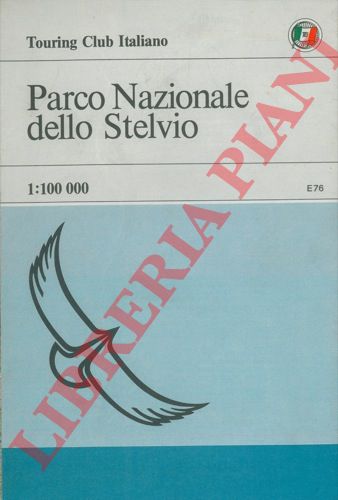 Touring Club Italiano
Parco Nazionale
dello Stelvio
1:100 000
E76
LIBRERIA PIANI